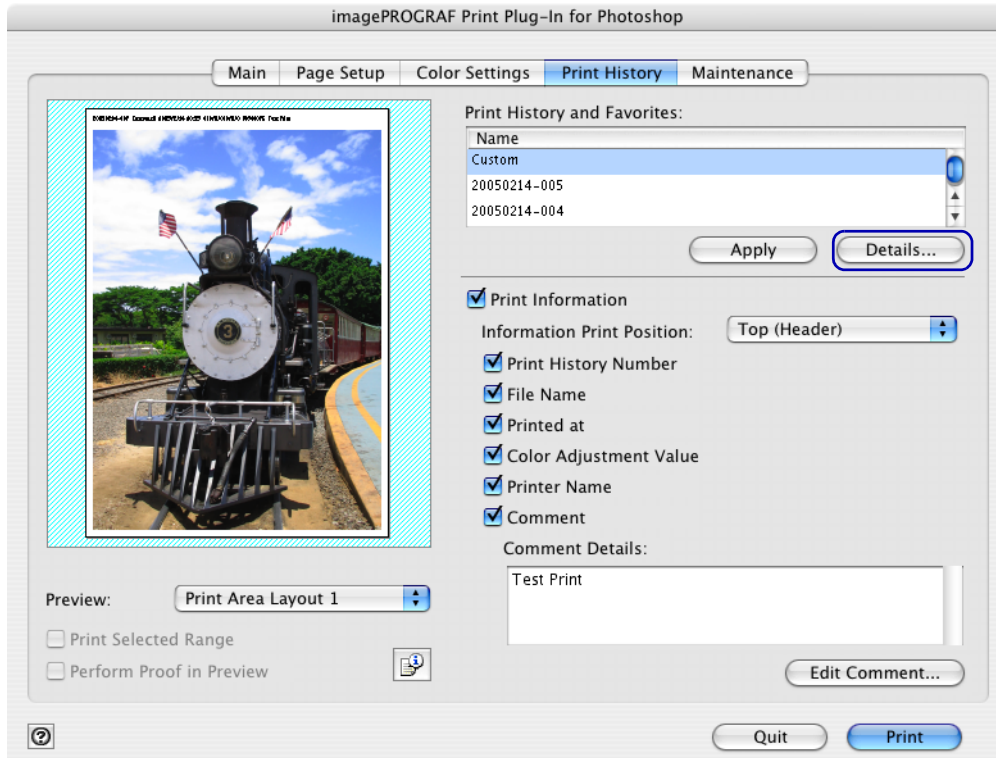 imagePROGRAF Print Plug-In for Photoshop
Main Page Setup Color Settings Print History Maintenance
Print History and Favorites:
Name
Custom
20050214-005
20050214-004
Apply Details...
Print Information
Information Print Position: Top (Header)
Print History Number
File Name
Printed at
Color Adjustment Value
Printer Name
Comment
Comment Details:
Test Print
Edit Comment...
3
Preview: Print Area Layout 1
Print Selected Range
Perform Proof in Preview
Quit Print